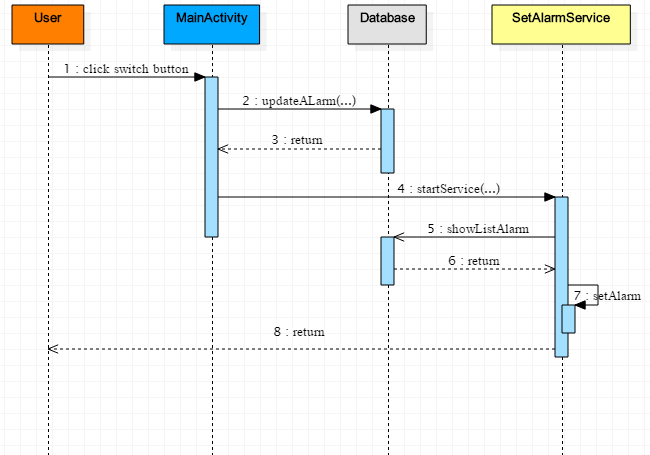 User
MainActivity
Database
SetAlarmService
1 : click switch button
2 : updateALarm(...)
3 : return
4 : startService(...)
5 : showListAlarm
6 : return
7 : setAlarm
8 : return